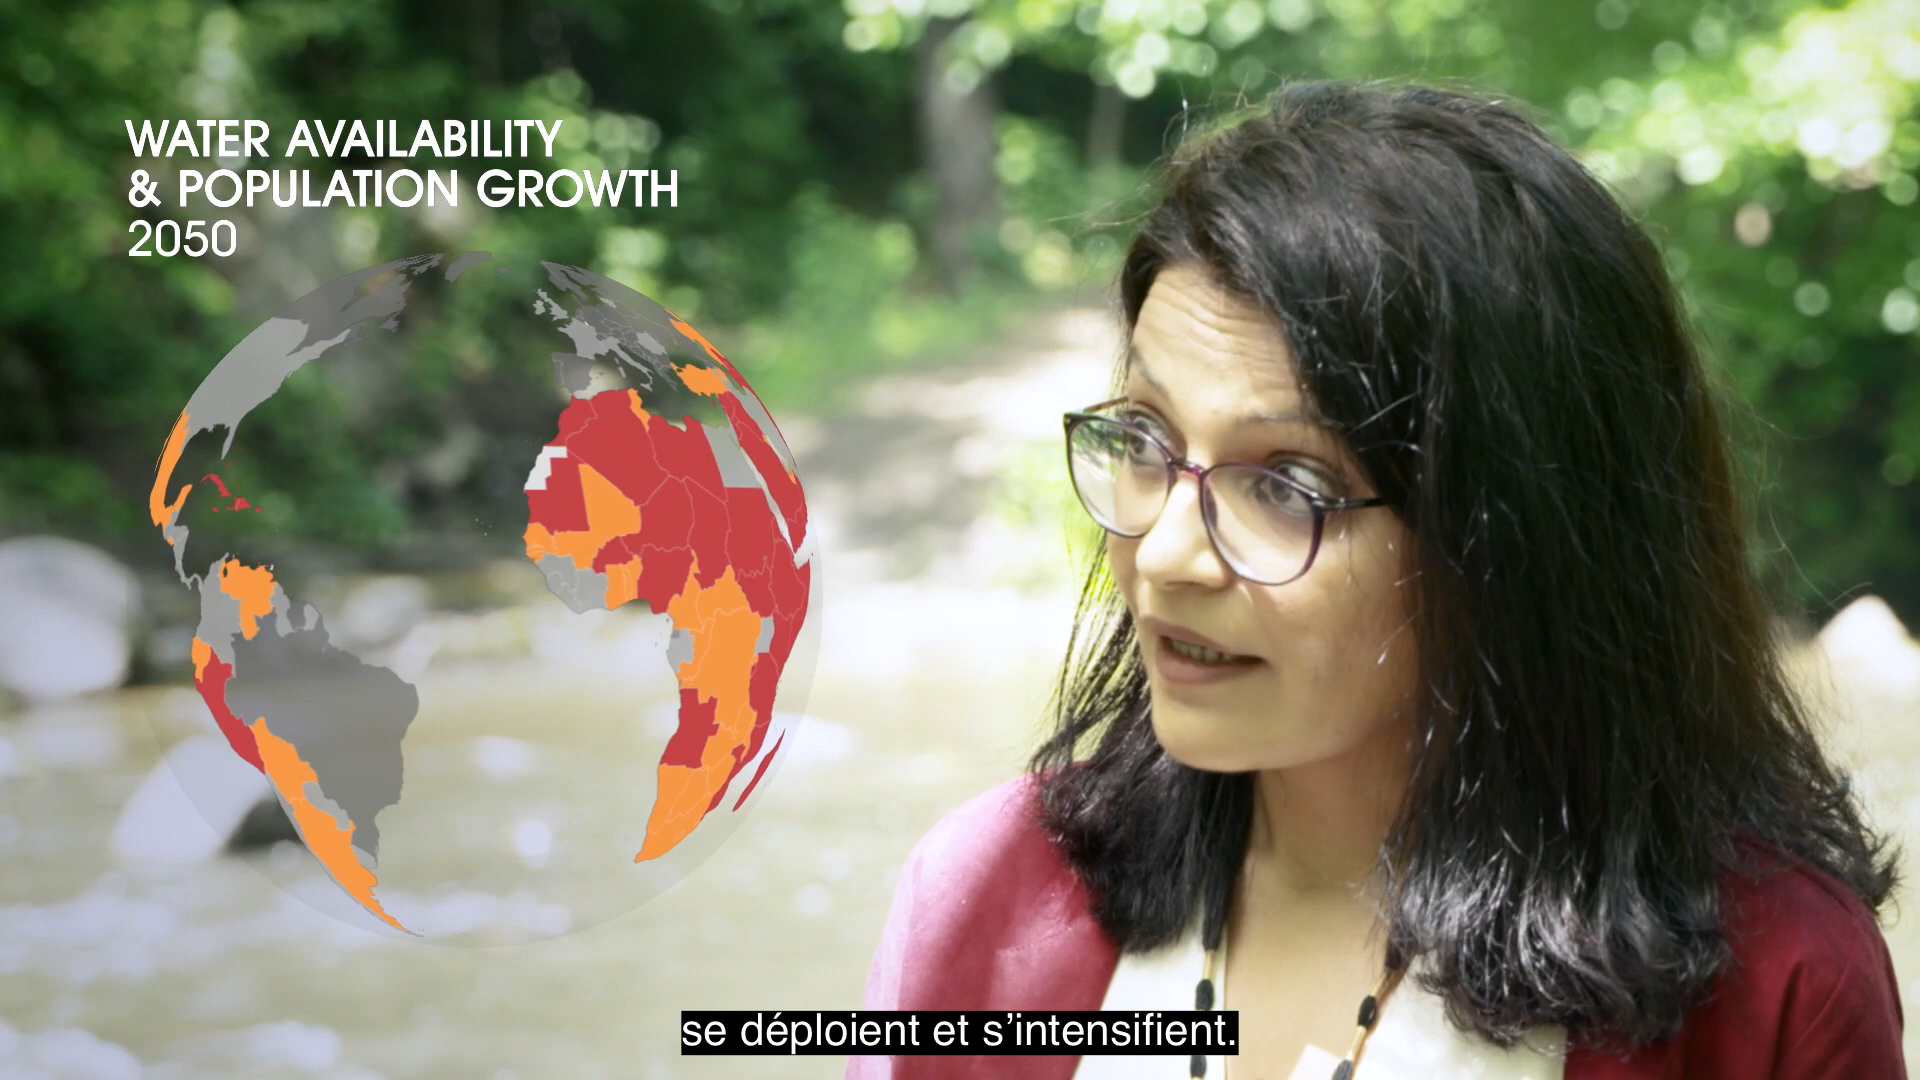 WATER AVAILABILITY
& POPULATION GROWTH
2050
se déploient et s’intensifient.